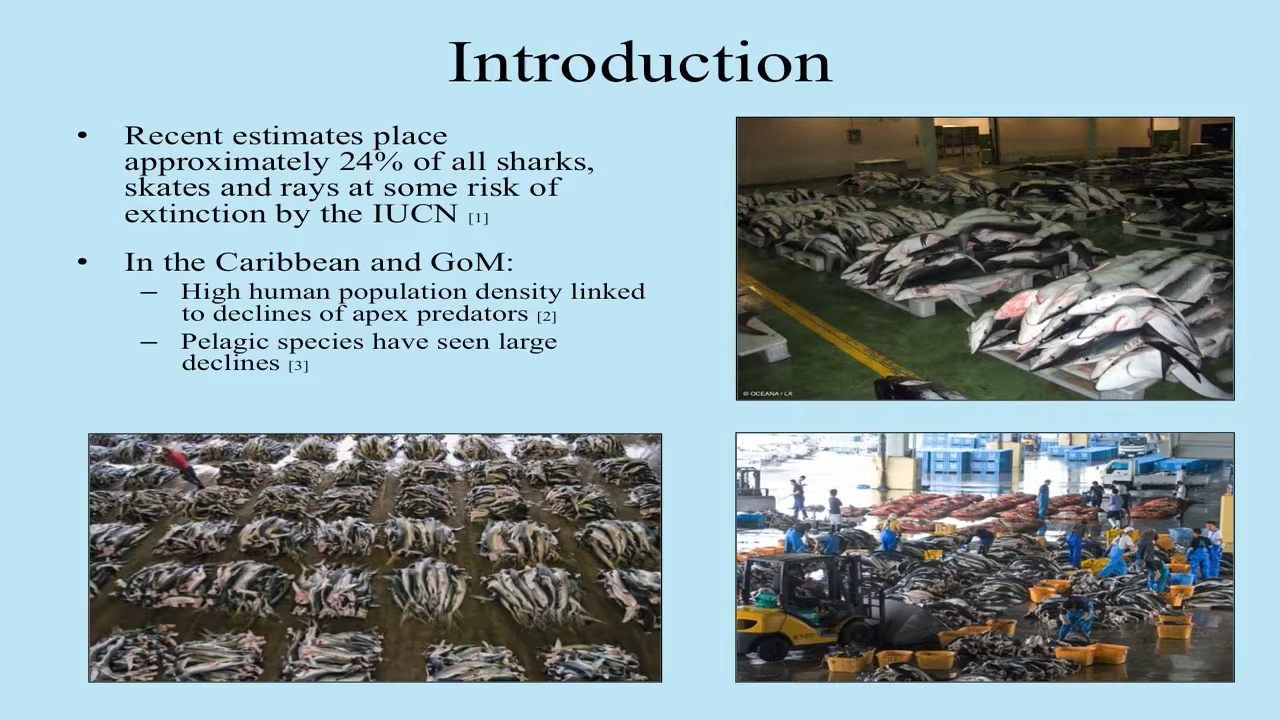 Introduction
• Recent estimates place
approximately 24% of all sharks,
skates and rays at some risk of
extinction by the IUCN [1]
• In the Caribbean and GoM:
– High human population density linked
to declines of apex predators [2]
– Pelagic species have seen large
declines [3]
© OCEANA / LX